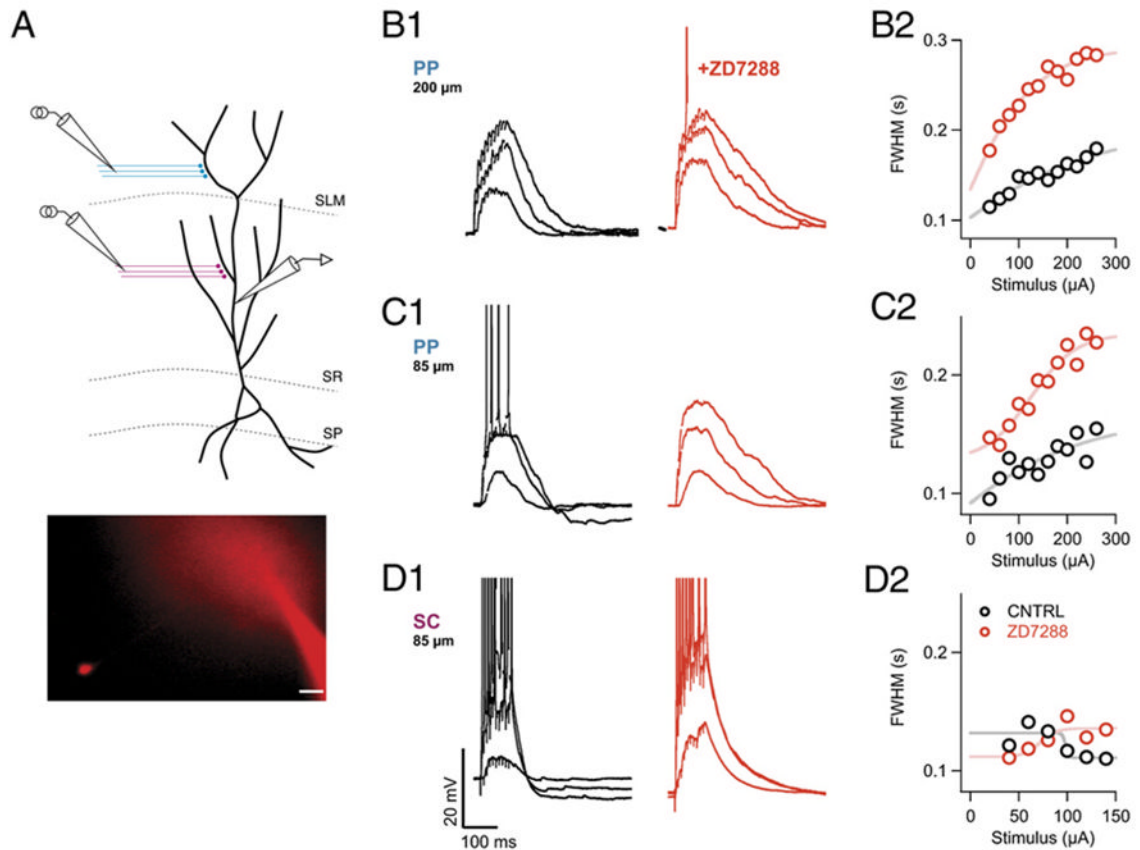 A
SLM
SR
SP
B1
PP
200 µm
+ZD7288
B2
FWHM (s)
0.3
0.2
0.1
0 100 200 300
Stimulus (µA)
C1
PP
85 µm
C2
FWHM (s)
0.2
0.1
0 100 200 300
Stimulus (µA)
D1
SC
85 µm
20 mV
100 ms
D2
CNTRL
ZD7288
FWHM (s)
0.2
0.1
0 50 100 150
Stimulus (µA)